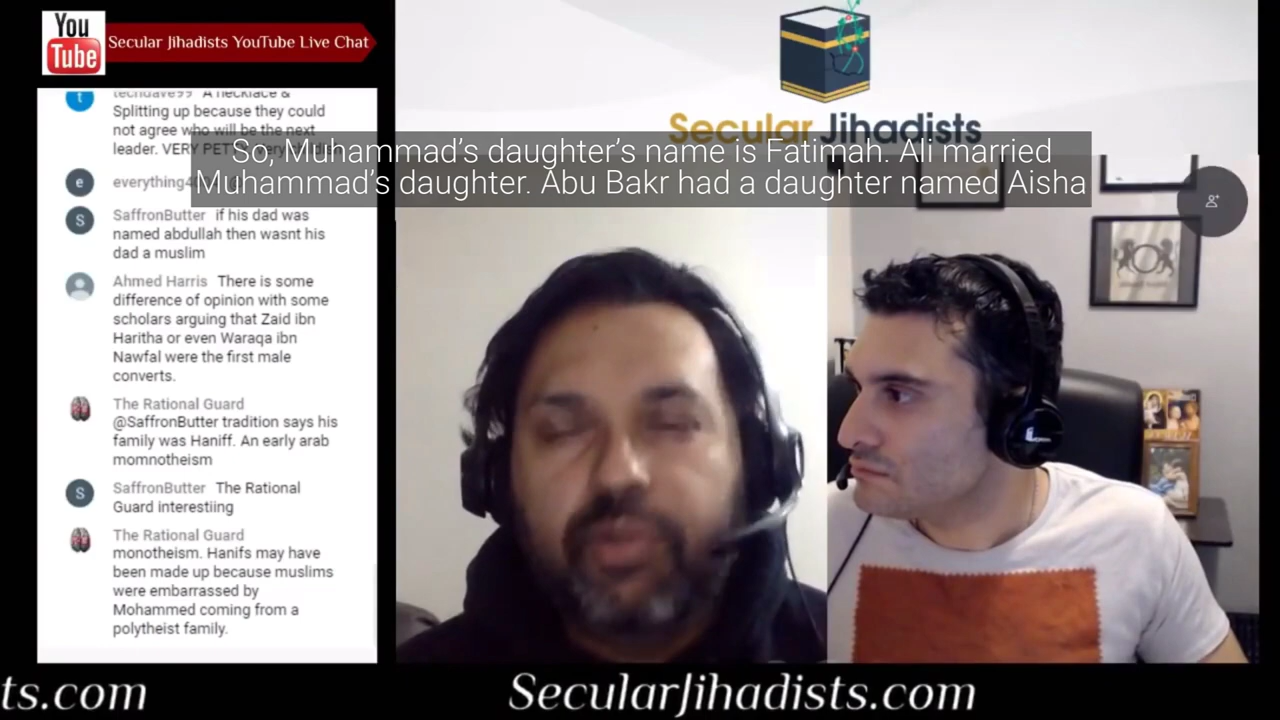 You
Tube
Secular Jihadists YouTube Live Chat
techdave99 A necklace &
Splitting up because they could
not agree who will be the next
leader. VERY PETTY
everything4
SaffronButter if his dad was
named abdullah then wasnt his
dad a muslim
Ahmed Harris There is some
difference of opinion with some
scholars arguing that Zaid ibn
Haritha or even Waraqa ibn
Nawfal were the first male
converts.
The Rational Guard
@SaffronButter tradition says his
family was Haniff. An early arab
momnotheism
SaffronButter The Rational
Guard interestiing
The Rational Guard
monotheism. Hanifs may have
been made up because muslims
were embarrassed by
Mohammed coming from a
polytheist family.
Secular Jihadists
So, Muhammad’s daughter’s name is Fatimah. Ali married
Muhammad’s daughter. Abu Bakr had a daughter named Aisha
ts.com
SecularJihadists.com